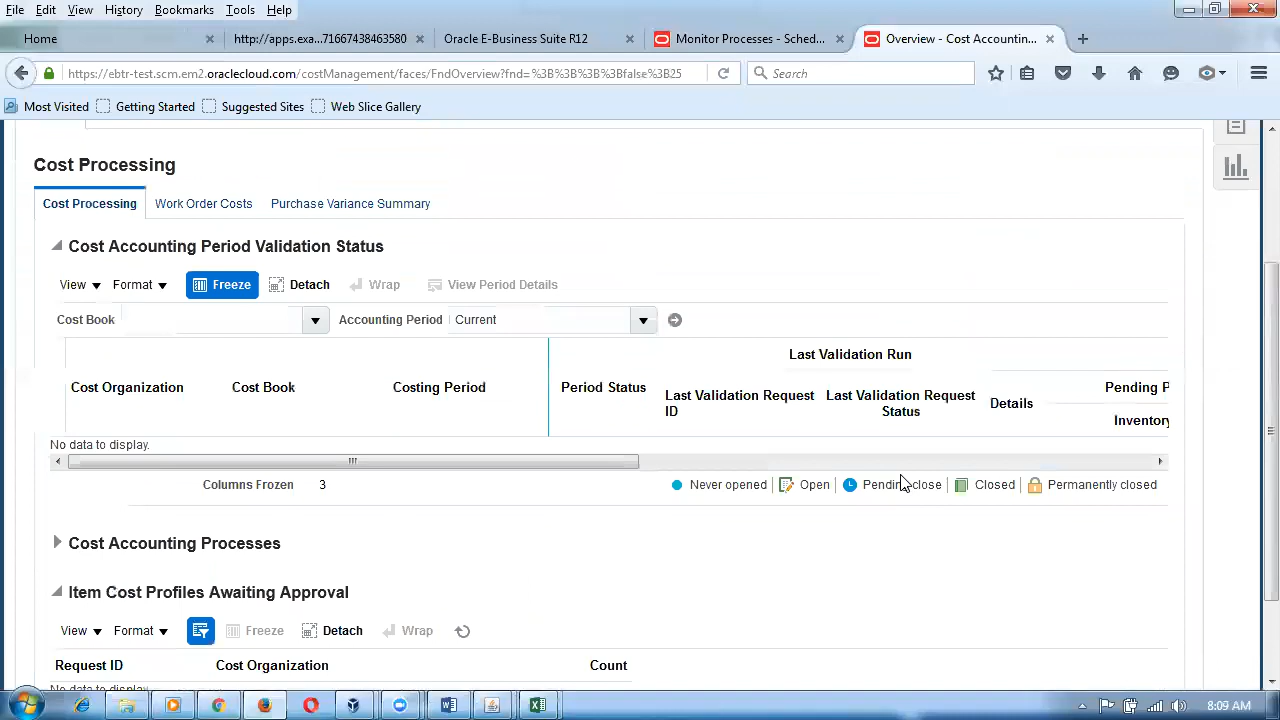 File Edit View History Bookmarks Tools Help
Home × http://apps.exa...71667438463580 × Oracle E-Business Suite R12 × Monitor Processes - Sched... × Overview - Cost Accountin... × +
https://ebtr-test.scm.em2.oraclecloud.com/costManagement/faces/FndOverview?fnd=%3B%3B%3B%3Bfalse%3B25 Search
Most Visited Getting Started Suggested Sites Web Slice Gallery
Cost Processing
Cost Processing Work Order Costs Purchase Variance Summary
Cost Accounting Period Validation Status
View Format Freeze Detach Wrap View Period Details
Cost Book Accounting Period Current
Last Validation Run
Cost Organization Cost Book Costing Period Period Status Last Validation Request ID Last Validation Request Status Details Pending P
Inventory
No data to display.
Columns Frozen 3 Never opened Open Pending close Closed Permanently closed
Cost Accounting Processes
Item Cost Profiles Awaiting Approval
View Format Freeze Detach Wrap
Request ID Cost Organization Count
No data to display.
8:09 AM